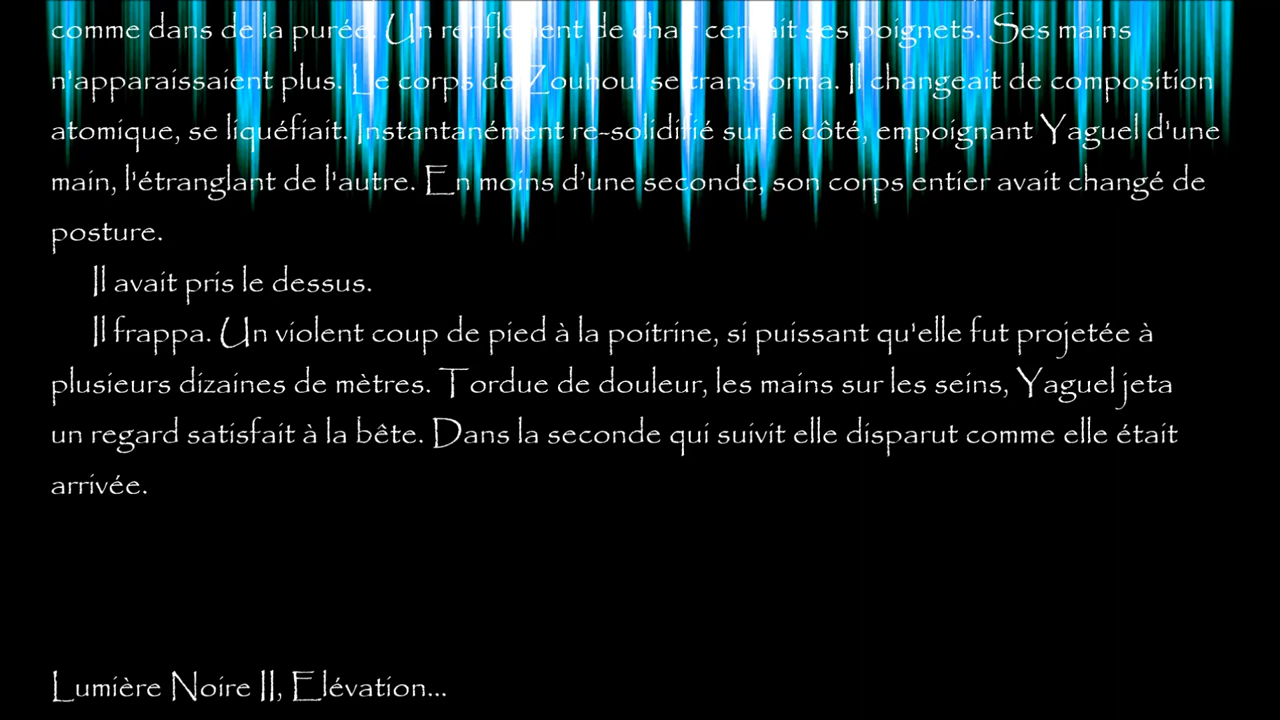 comme dans de la purée. Un renflement de chair cernait ses poignets. Ses mains
n'apparaissaient plus. Le corps de Zouhoul se transforma. Il changeait de composition
atomique, se liquéfiait. Instantanément re-solidifié sur le côté, empoignant Yaguel d'une
main, l'étranglant de l'autre. En moins d’une seconde, son corps entier avait changé de
posture.
Il avait pris le dessus.
Il frappa. Un violent coup de pied à la poitrine, si puissant qu'elle fut projetée à
plusieurs dizaines de mètres. Tordue de douleur, les mains sur les seins, Yaguel jeta
un regard satisfait à la bête. Dans la seconde qui suivit elle disparut comme elle était
arrivée.
Lumière Noire II, Elévation...